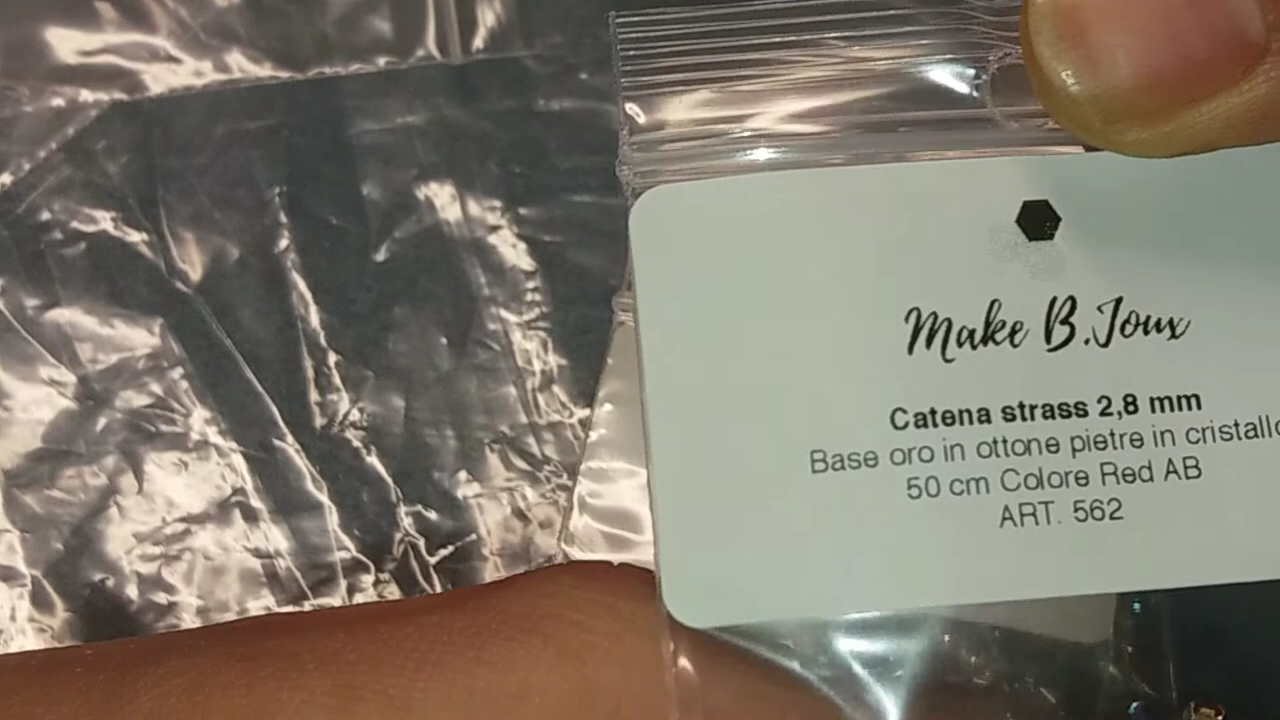 Make B.Joux
Catena strass 2,8 mm
Base oro in ottone pietre in cristallo
50 cm Colore Red AB
ART. 562